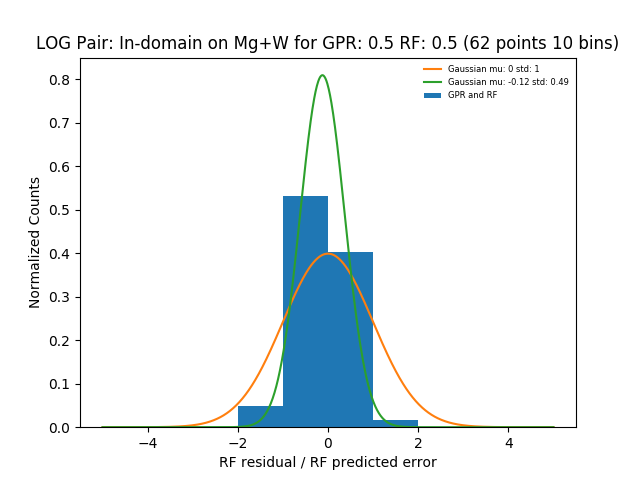 LOG Pair: In-domain on Mg+W for GPR: 0.5 RF: 0.5 (62 points 10 bins)
Gaussian mu: 0 std: 1
Gaussian mu: -0.12 std: 0.49
GPR and RF
Normalized Counts
0.8
0.7
0.6
0.5
0.4
0.3
0.2
0.1
0.0
−4
−2
0
2
4
RF residual / RF predicted error